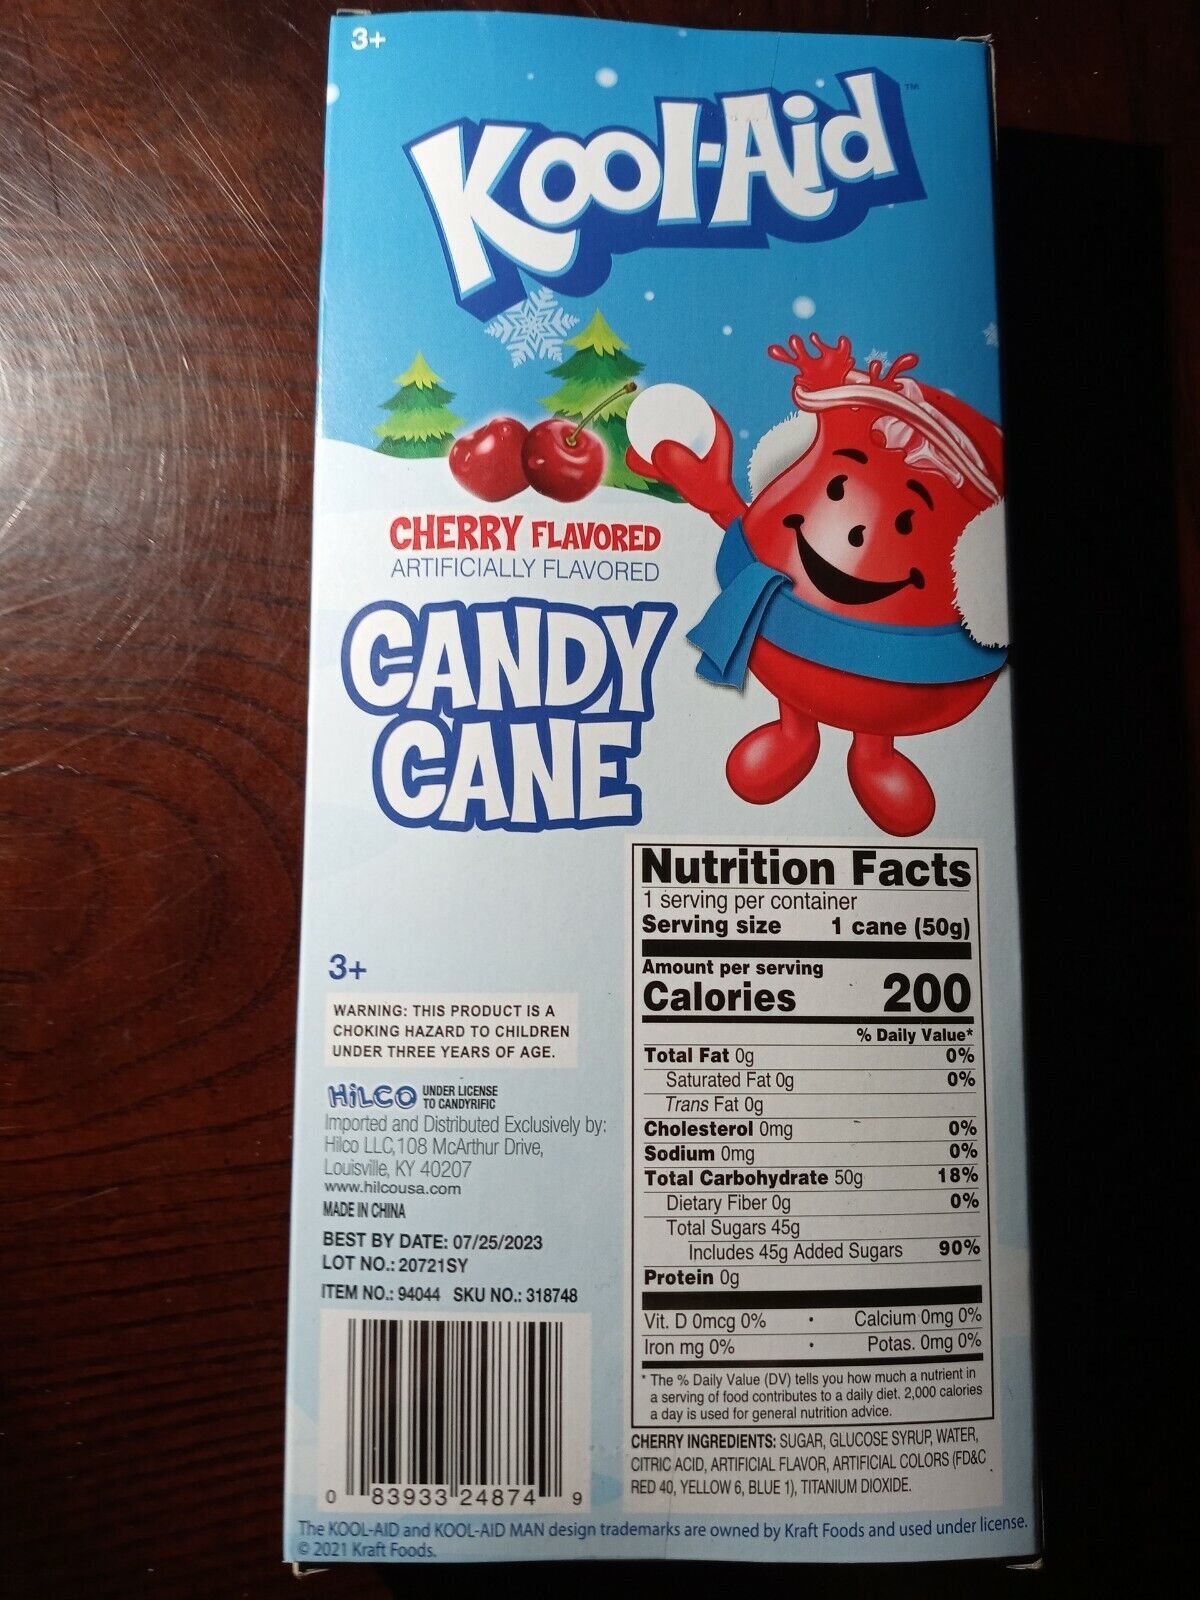 3+
Kool-Aid™
CHERRY FLAVORED
ARTIFICIALLY FLAVORED
CANDY
CANE
3+
WARNING: THIS PRODUCT IS A
CHOKING HAZARD TO CHILDREN
UNDER THREE YEARS OF AGE.
HiLCO UNDER LICENSE
TO CANDYRIFIC
Imported and Distributed Exclusively by:
Hilco LLC, 108 McArthur Drive,
Louisville, KY 40207
www.hilcousa.com
MADE IN CHINA
BEST BY DATE: 07/25/2023
LOT NO.: 20721SY
ITEM NO.: 94044 SKU NO.: 318748
0 83933 24874 9
Nutrition Facts
1 serving per container
Serving size 1 cane (50g)
Amount per serving
Calories 200
% Daily Value*
Total Fat 0g 0%
Saturated Fat 0g 0%
Trans Fat 0g
Cholesterol 0mg 0%
Sodium 0mg 0%
Total Carbohydrate 50g 18%
Dietary Fiber 0g 0%
Total Sugars 45g
Includes 45g Added Sugars 90%
Protein 0g
Vit. D 0mcg 0% • Calcium 0mg 0%
Iron mg 0% • Potas. 0mg 0%
* The % Daily Value (DV) tells you how much a nutrient in
a serving of food contributes to a daily diet. 2,000 calories
a day is used for general nutrition advice.
CHERRY INGREDIENTS: SUGAR, GLUCOSE SYRUP, WATER,
CITRIC ACID, ARTIFICIAL FLAVOR, ARTIFICIAL COLORS (FD&C
RED 40, YELLOW 6, BLUE 1), TITANIUM DIOXIDE.
The KOOL-AID and KOOL-AID MAN design trademarks are owned by Kraft Foods and used under license.
© 2021 Kraft Foods.